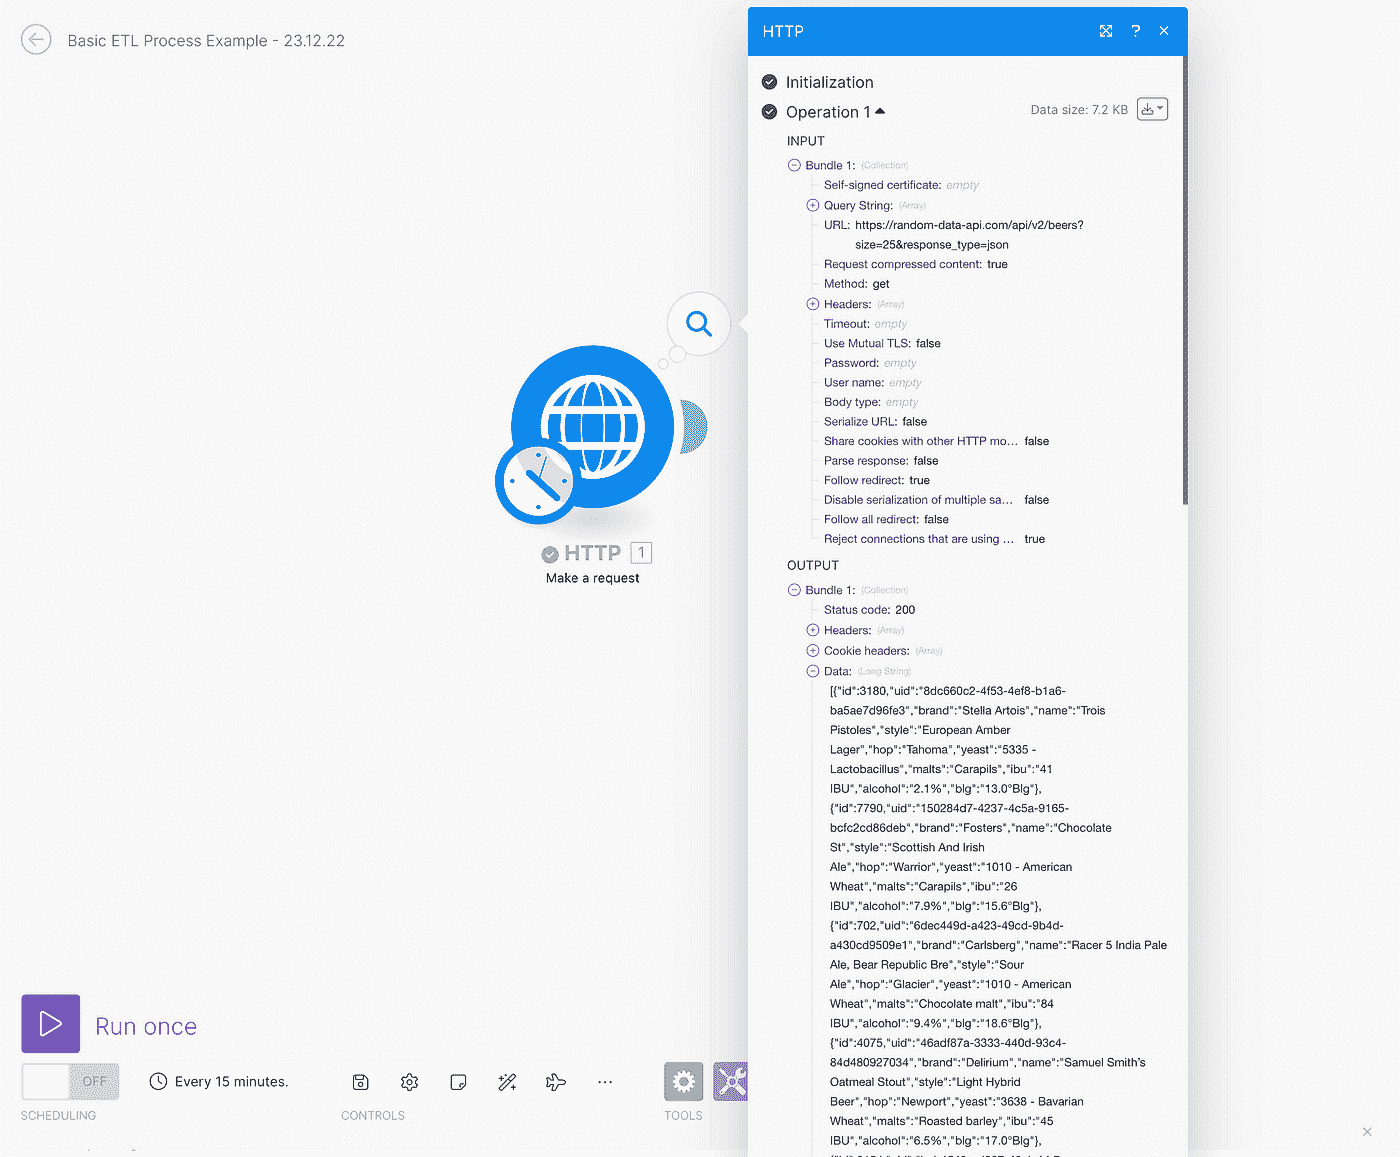 Basic ETL Process Example - 23.12.22
HTTP
?
Initialization
Operation 1
Data size: 7.2 KB
INPUT
Bundle 1: (Collection)
Self-signed certificate: empty
Query String: (Array)
URL: https://random-data-api.com/api/v2/beers?
size=25&response_type=json
Request compressed content: true
Method: get
Headers: (Array)
Timeout: empty
Use Mutual TLS: false
Password: empty
User name: empty
Body type: empty
Serialize URL: false
Share cookies with other HTTP mo... false
Parse response: false
Follow redirect: true
Disable serialization of multiple sa... false
Follow all redirect: false
Reject connections that are using ... true
OUTPUT
Bundle 1: (Collection)
Status code: 200
Headers: (Array)
Cookie headers: (Array)
Data: (Long String)
[{"id":3180,"uid":"8dc660c2-4f53-4ef8-b1a6-
ba5ae7d96fe3","brand":"Stella Artois","name":"Trois
Pistoles","style":"European Amber
Lager","hop":"Tahoma","yeast":"5335 -
Lactobacillus","malts":"Carapils","ibu":"41
IBU","alcohol":"2.1%","blg":"13.0°Blg"},
{"id":7790,"uid":"150284d7-4237-4c5a-9165-
bcfc2cd86deb","brand":"Fosters","name":"Chocolate
St","style":"Scottish And Irish
Ale","hop":"Warrior","yeast":"1010 - American
Wheat","malts":"Carapils","ibu":"26
IBU","alcohol":"7.9%","blg":"15.6°Blg"},
{"id":702,"uid":"6dec449d-a423-49cd-9b4d-
a430cd9509e1","brand":"Carlsberg","name":"Racer 5 India Pale
Ale, Bear Republic Bre","style":"Sour
Ale","hop":"Glacier","yeast":"1010 - American
Wheat","malts":"Chocolate malt","ibu":"84
IBU","alcohol":"9.4%","blg":"18.6°Blg"},
{"id":4075,"uid":"46adf87a-3333-440d-93c4-
84d480927034","brand":"Delirium","name":"Samuel Smith's
Oatmeal Stout","style":"Light Hybrid
Beer","hop":"Newport","yeast":"3638 - Bavarian
Wheat","malts":"Roasted barley","ibu":"45
IBU","alcohol":"6.5%","blg":"17.0°Blg"},
HTTP 1
Make a request
Run once
OFF
Every 15 minutes.
SCHEDULING
CONTROLS
TOOLS